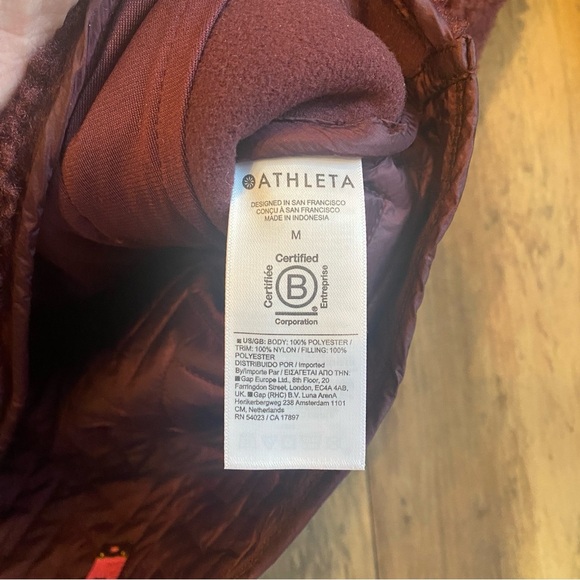 ATHLETA
DESIGNED IN SAN FRANCISCO
CONÇU À SAN FRANCISCO
MADE IN INDONESIA
M
Certified
Certifiée
B
®
Entreprise
Corporation
US/GB: BODY: 100% POLYESTER /
TRIM: 100% NYLON / FILLING: 100%
POLYESTER
DISTRIBUIDO POR / Imported
By/Importe Par / ΕΙΣΑΓΕΤΑΙ ΑΠΟ ΤΗΝ:
Gap Europe Ltd., 8th Floor, 20
Farringdon Street, London, EC4A 4AB,
UK. Gap (RHC) B.V. Luna ArenA
Herikerbergweg 238 Amsterdam 1101
CM, Netherlands
RN 54023 / CA 17897